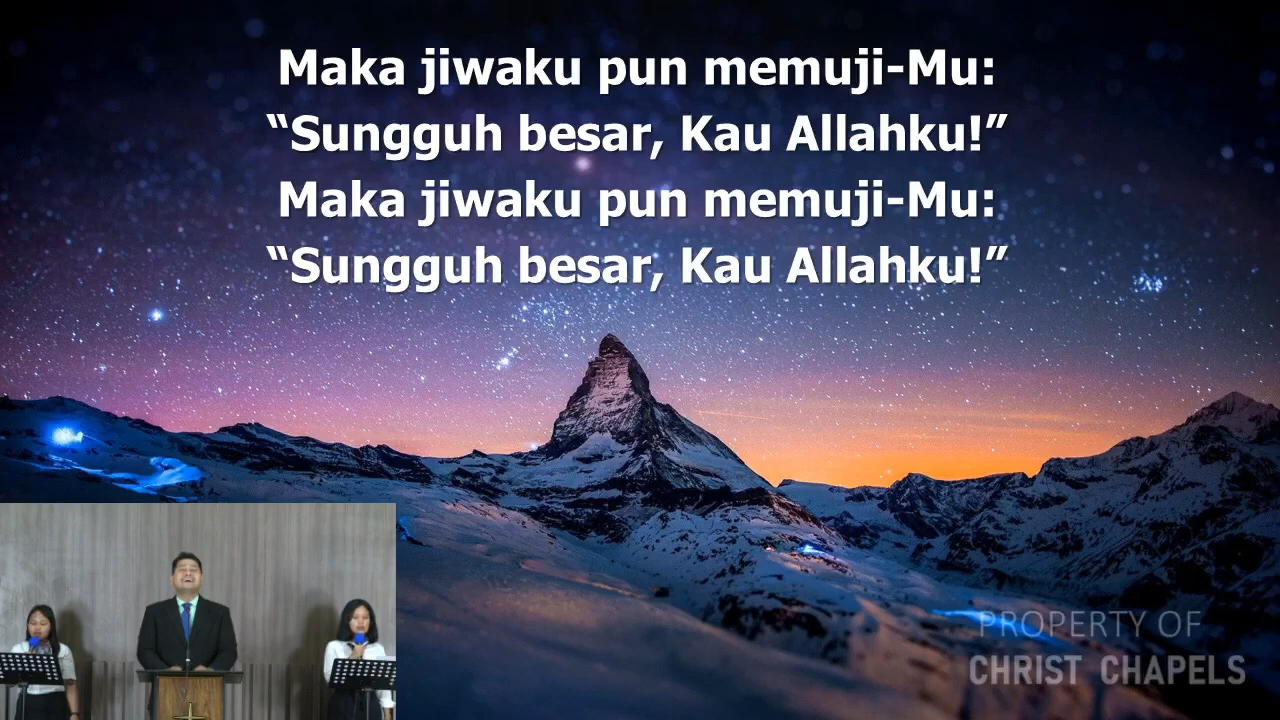 Maka jiwaku pun memuji-Mu:
“Sungguh besar, Kau Allahku!”
Maka jiwaku pun memuji-Mu:
“Sungguh besar, Kau Allahku!”
PROPERTY OF
CHRIST CHAPELS